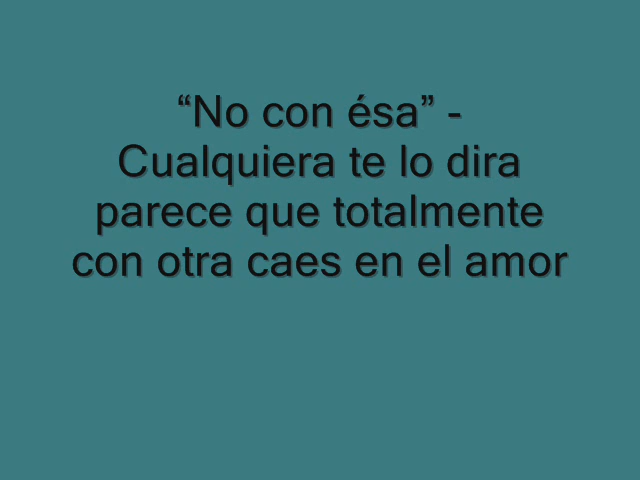 “No con ésa” -
Cualquiera te lo dira
parece que totalmente
con otra caes en el amor